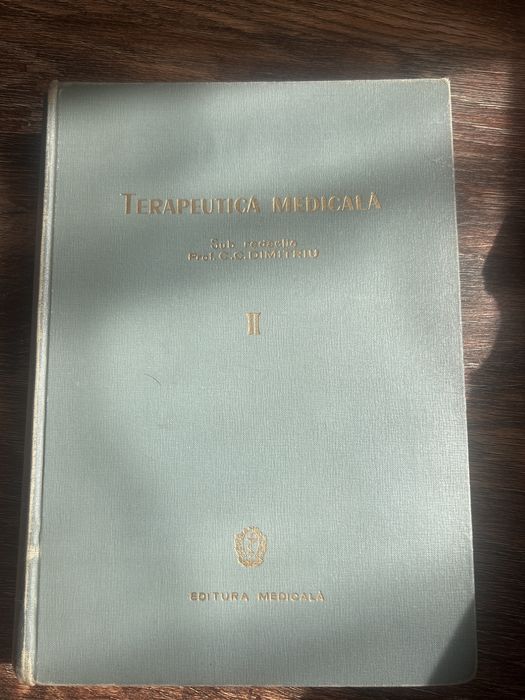 TERAPEUTICA MEDICALĂ
Sub redacția
Prof. C.C. DIMITRIU
II
EDITURA MEDICALĂ